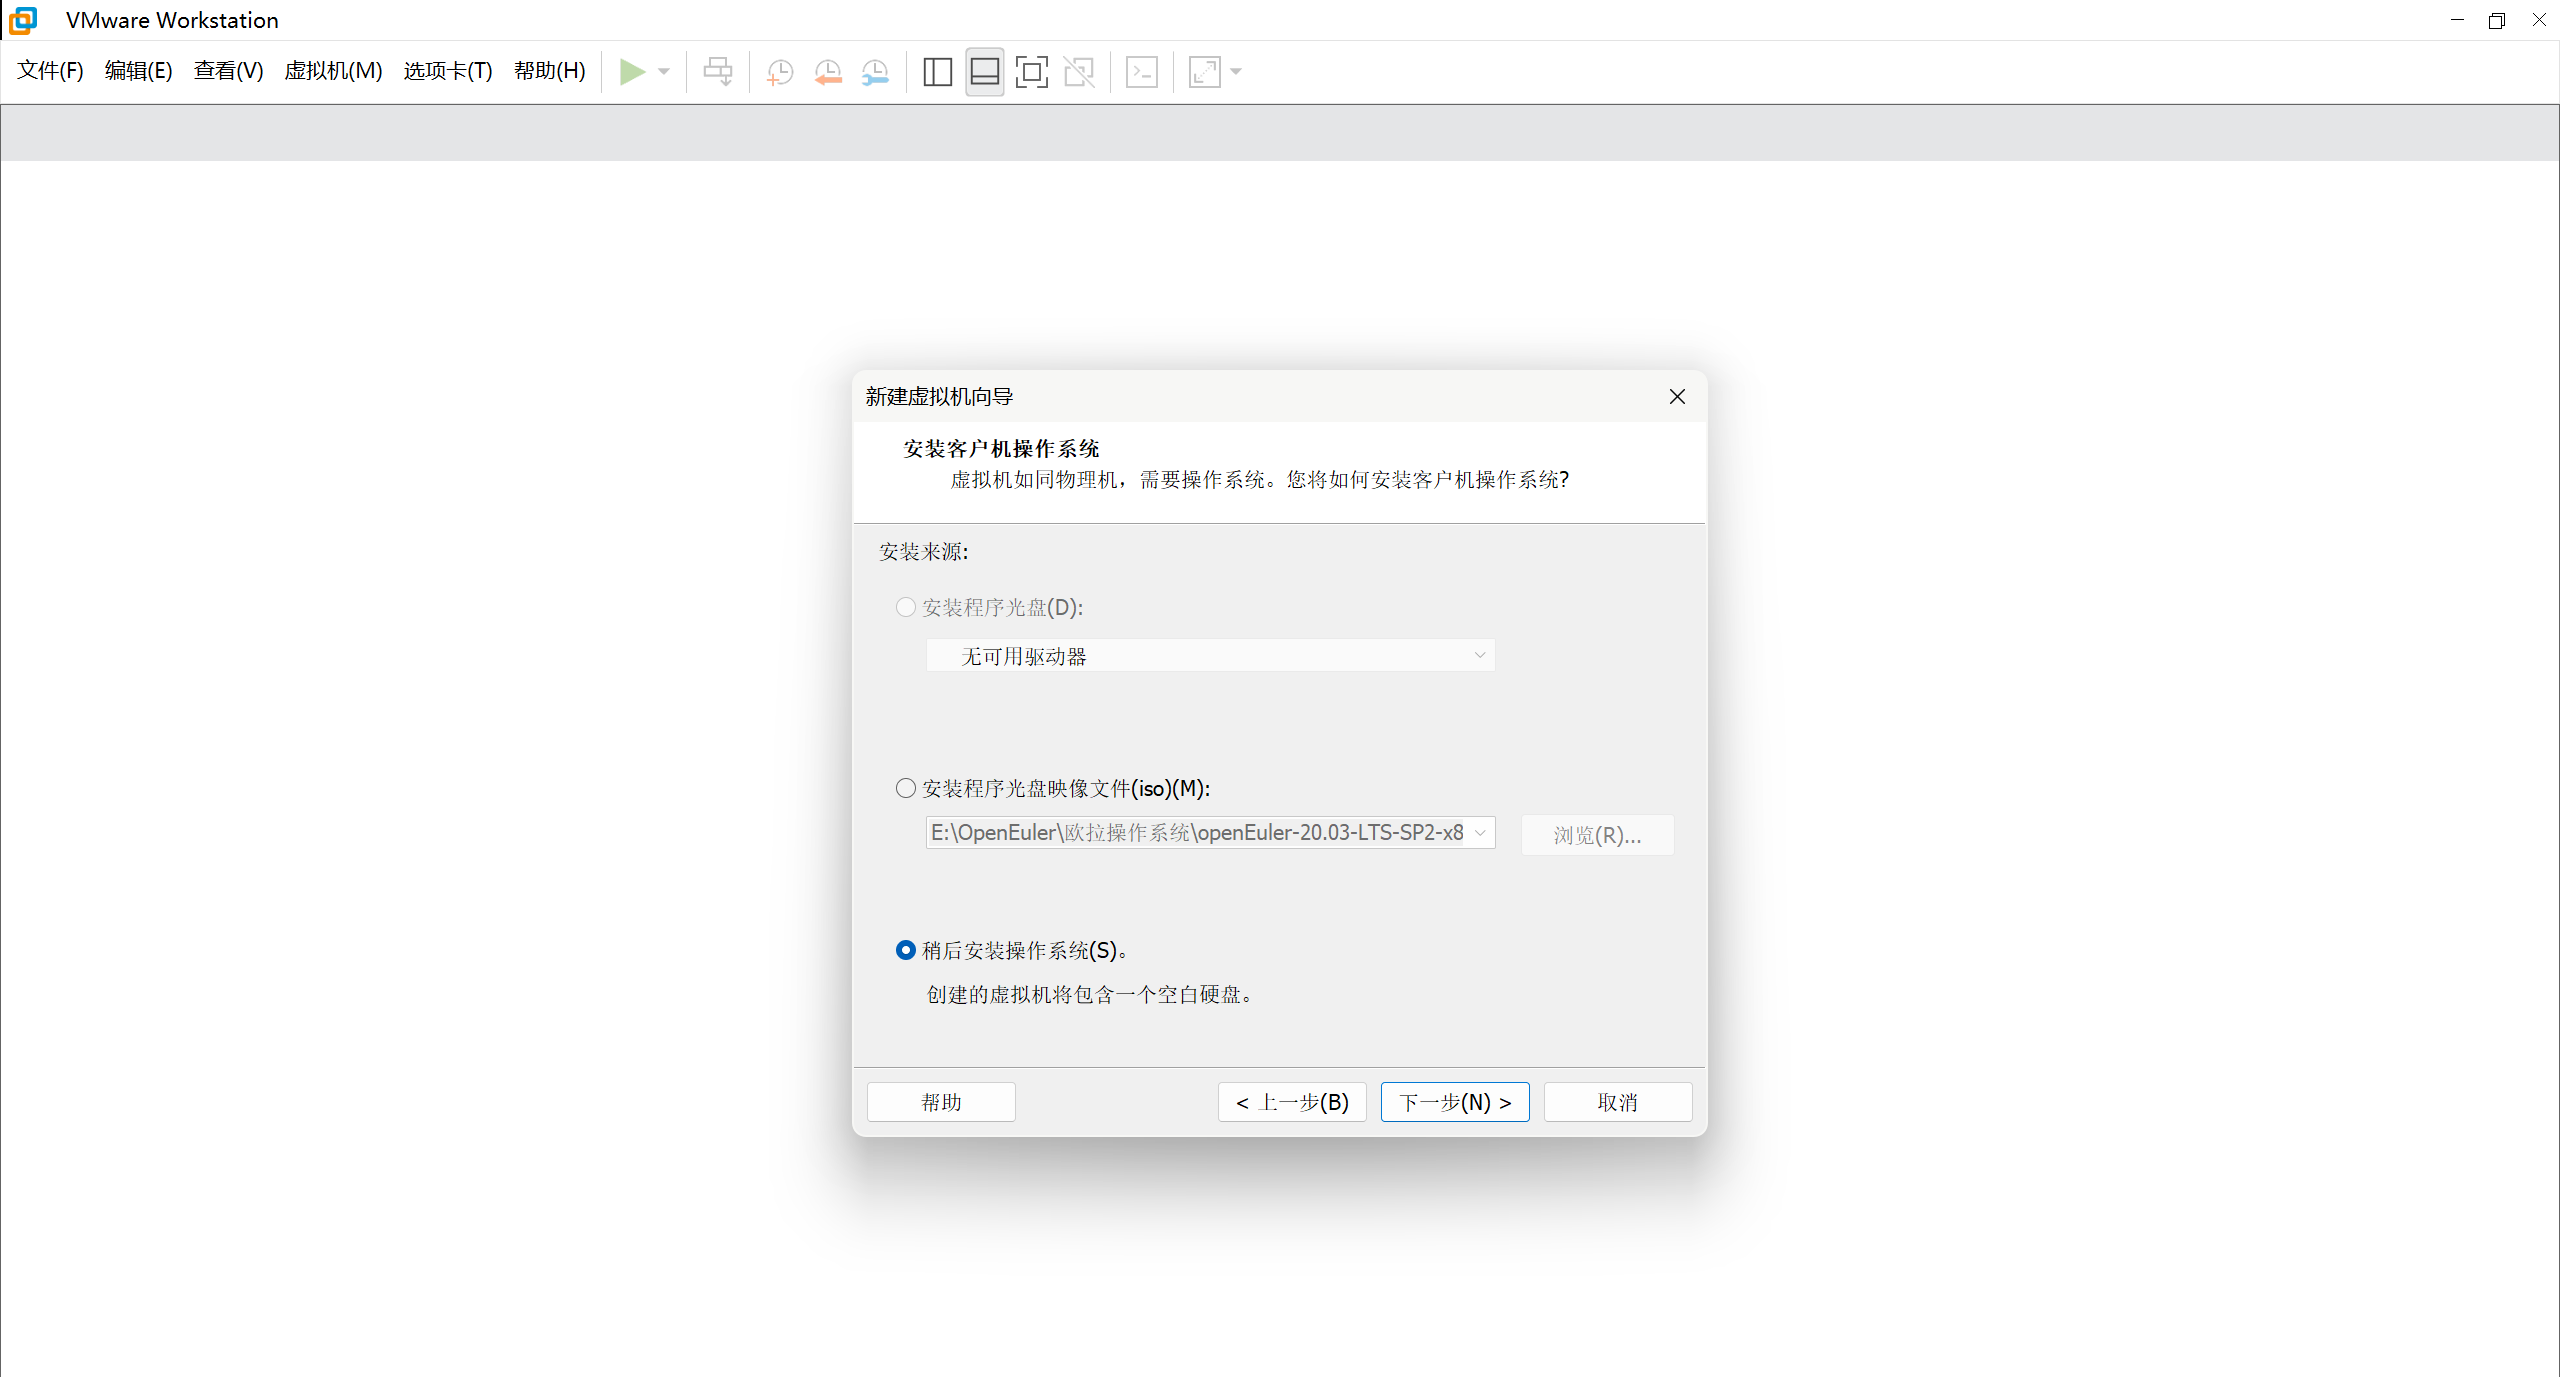 VMware Workstation
文件(F) 编辑(E) 查看(V) 虚拟机(M) 选项卡(T) 帮助(H)
新建虚拟机向导
安装客户机操作系统
虚拟机如同物理机，需要操作系统。您将如何安装客户机操作系统?
安装来源:
安装程序光盘(D):
无可用驱动器
安装程序光盘映像文件(iso)(M):
E:\OpenEuler\欧拉操作系统\openEuler-20.03-LTS-SP2-x8
浏览(R)...
稍后安装操作系统(S)。
创建的虚拟机将包含一个空白硬盘。
帮助 < 上一步(B) 下一步(N) > 取消